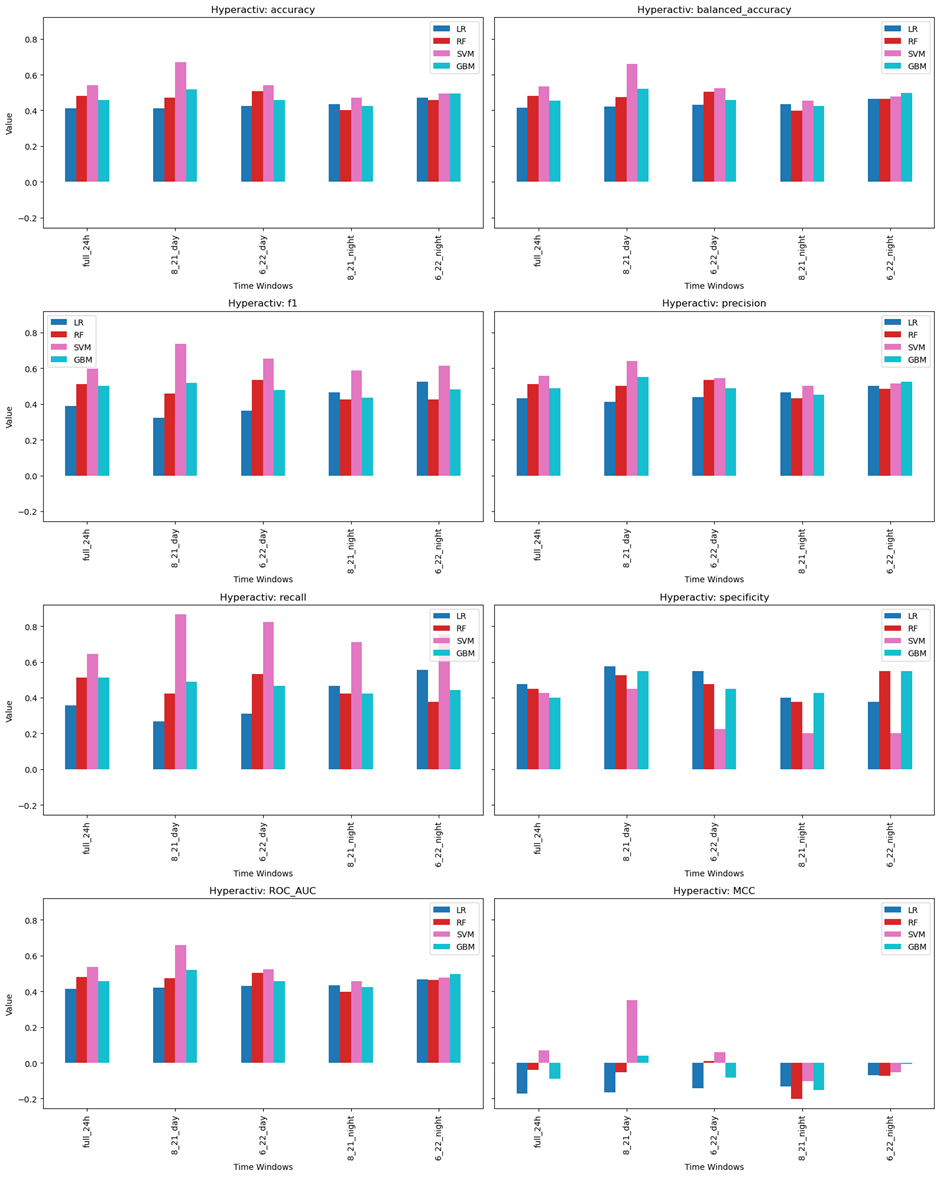 Hyperactiv: accuracy
0.8
0.6
0.4
0.2
0.0
−0.2
Value
LR
RF
SVM
GBM
full_24h
8_21_day
6_22_day
8_21_night
6_22_night
Time Windows
Hyperactiv: balanced_accuracy
LR
RF
SVM
GBM
full_24h
8_21_day
6_22_day
8_21_night
6_22_night
Time Windows
Hyperactiv: f1
0.8
0.6
0.4
0.2
0.0
−0.2
Value
LR
RF
SVM
GBM
full_24h
8_21_day
6_22_day
8_21_night
6_22_night
Time Windows
Hyperactiv: precision
LR
RF
SVM
GBM
full_24h
8_21_day
6_22_day
8_21_night
6_22_night
Time Windows
Hyperactiv: recall
0.8
0.6
0.4
0.2
0.0
−0.2
Value
LR
RF
SVM
GBM
full_24h
8_21_day
6_22_day
8_21_night
6_22_night
Time Windows
Hyperactiv: specificity
LR
RF
SVM
GBM
full_24h
8_21_day
6_22_day
8_21_night
6_22_night
Time Windows
Hyperactiv: ROC_AUC
0.8
0.6
0.4
0.2
0.0
−0.2
Value
LR
RF
SVM
GBM
full_24h
8_21_day
6_22_day
8_21_night
6_22_night
Time Windows
Hyperactiv: MCC
LR
RF
SVM
GBM
full_24h
8_21_day
6_22_day
8_21_night
6_22_night
Time Windows